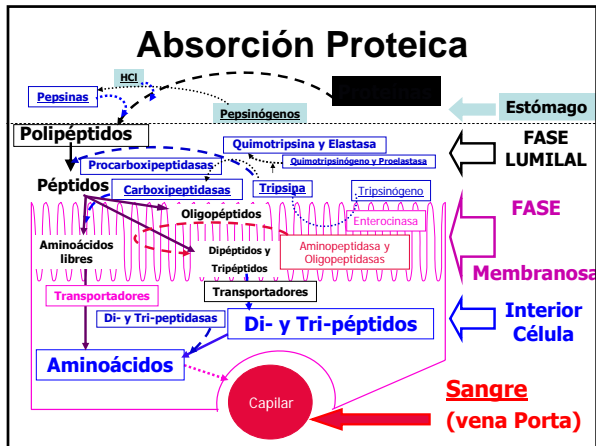 Absorción Proteica
HCl
Pepsinas
Proteínas
Pepsinógenos
Estómago
Polipéptidos
Quimotripsina y Elastasa
FASE
LUMILAL
Procarboxipeptidasas
Quimotripsinógeno y Proelastasa
Péptidos
Carboxipeptidasas
Tripsipa
Tripsinógeno
FASE
Oligopéptidos
Enterocinasa
Aminoácidos
libres
Dipéptidos y
Tripéptidos
Aminopeptidasa y
Oligopeptidasas
Membranosa
Transportadores
Transportadores
Di- y Tri-peptidasas
Di- y Tri-péptidos
Interior
Célula
Aminoácidos
Capilar
Sangre
(vena Porta)